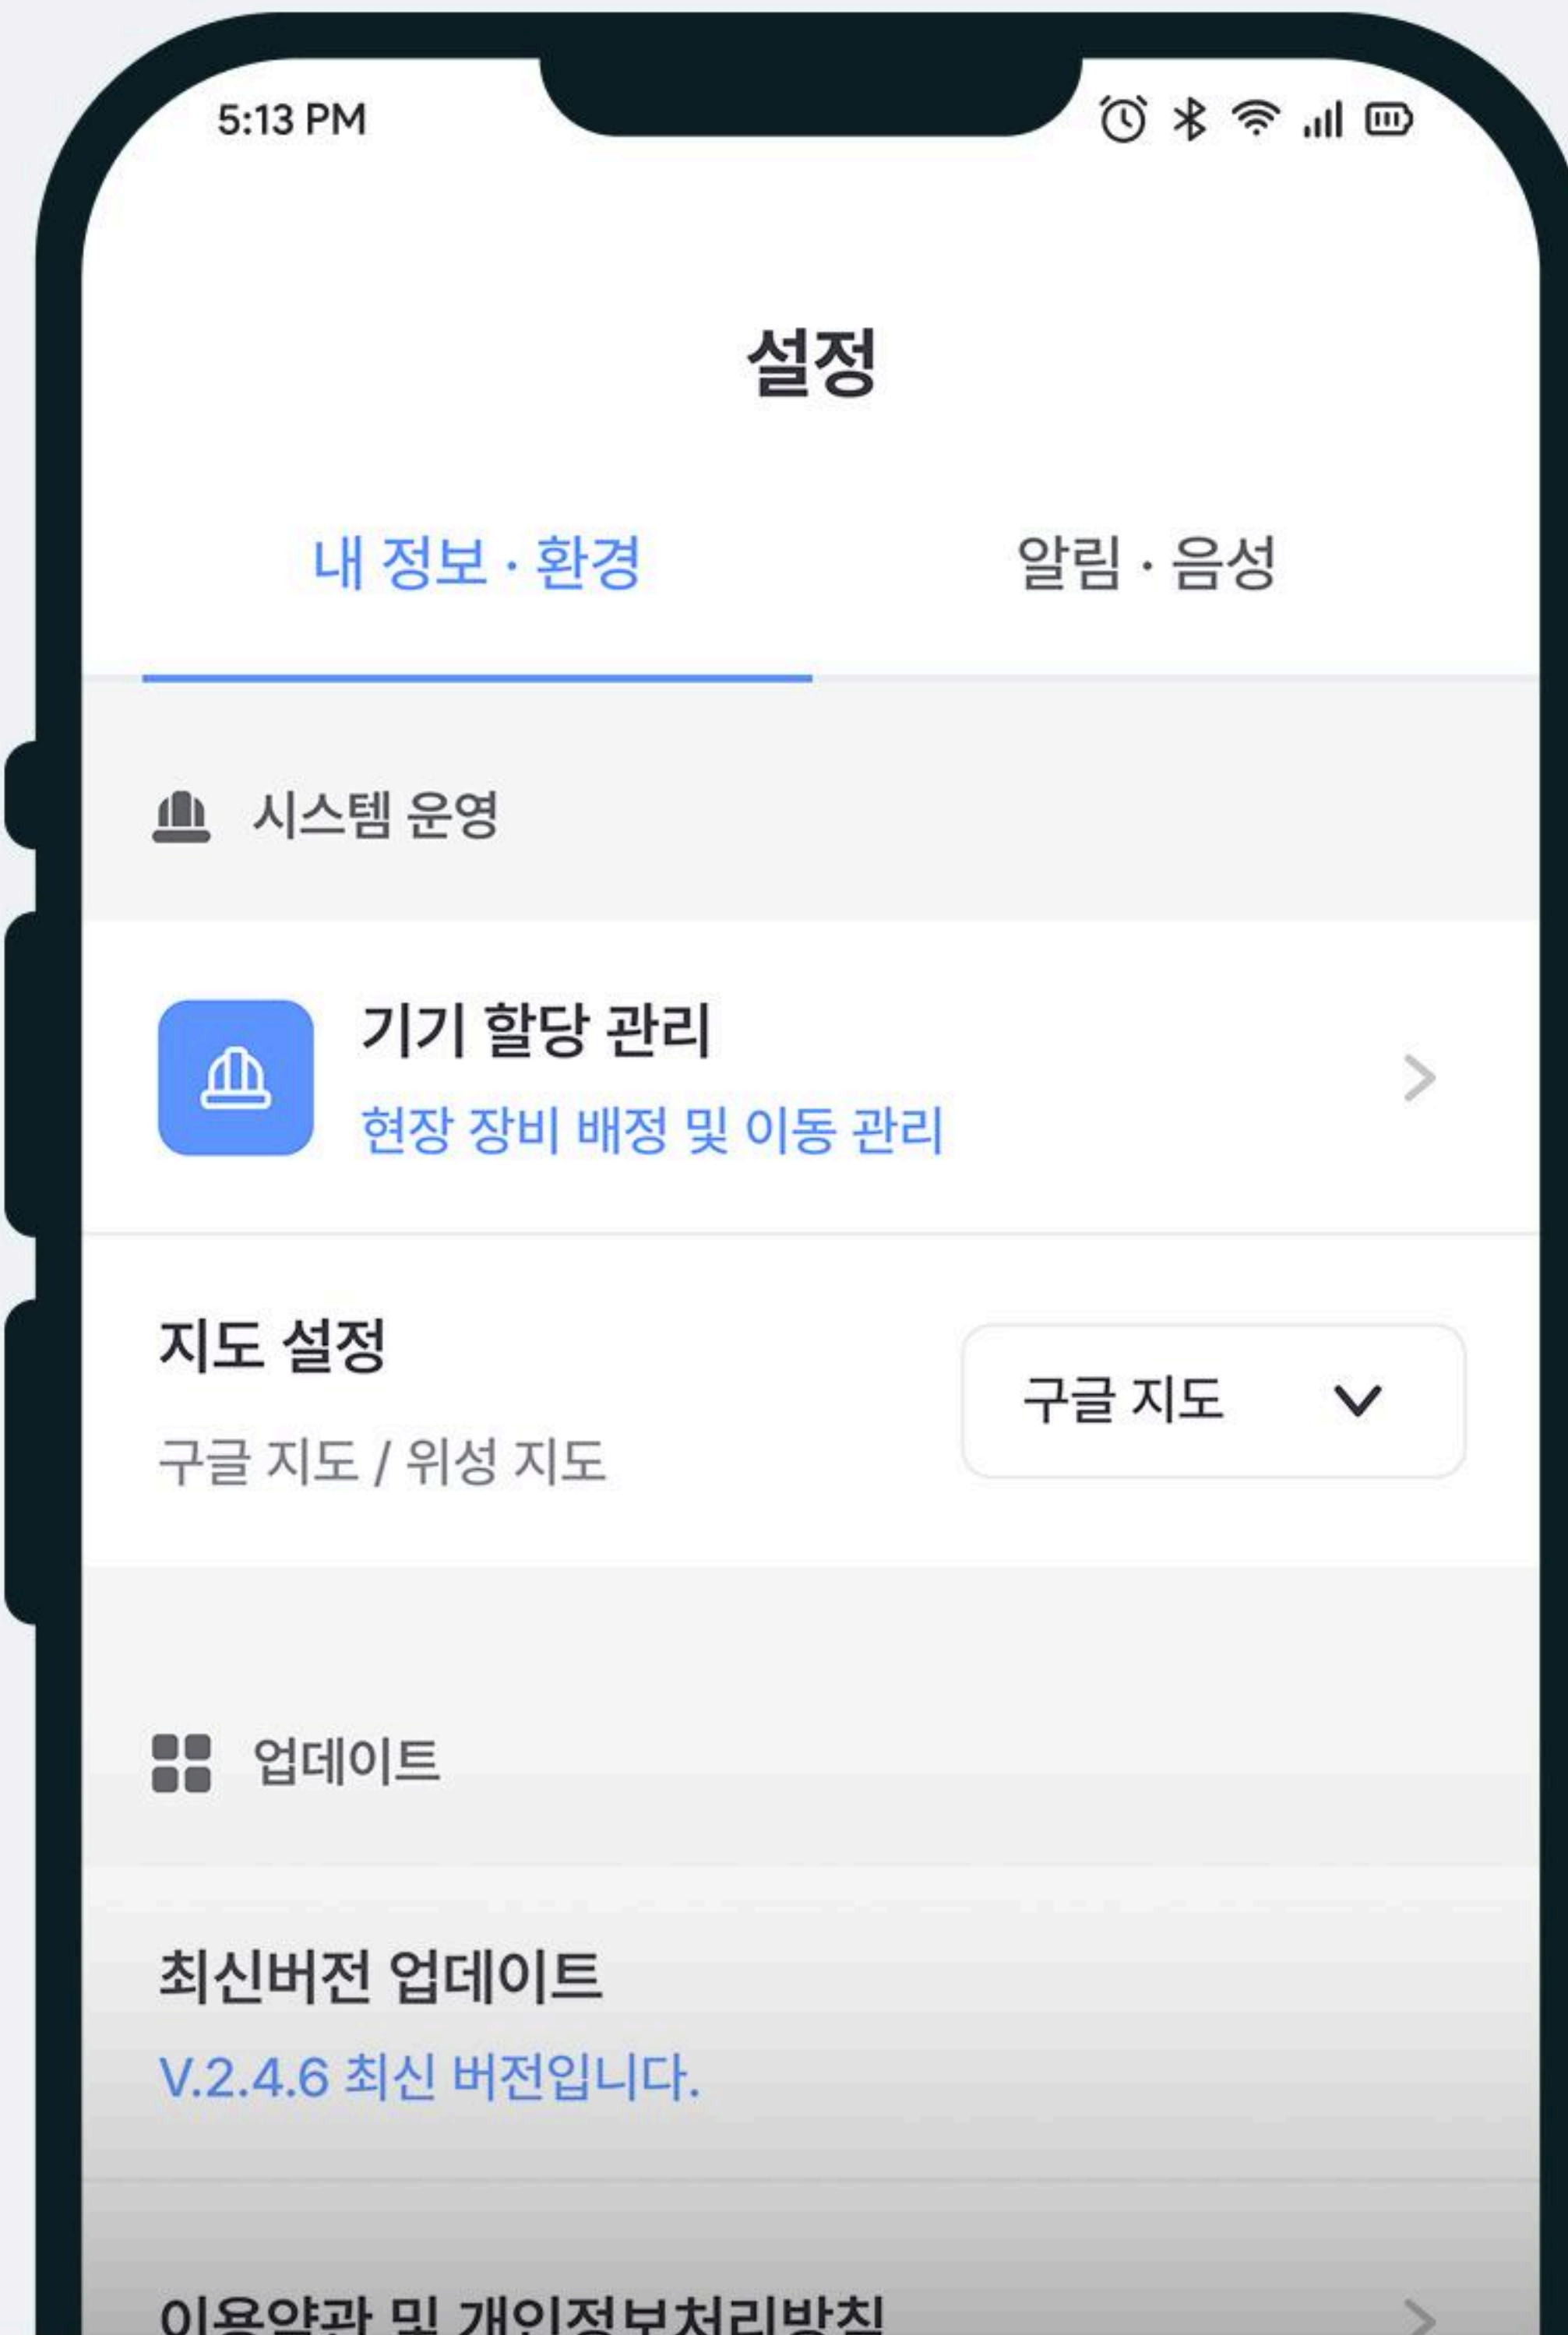 5:13 PM
설정
내 정보 · 환경
알림 · 음성
시스템 운영
기기 할당 관리
현장 장비 배정 및 이동 관리
지도 설정
구글 지도 / 위성 지도
구글 지도
업데이트
최신버전 업데이트
V.2.4.6 최신 버전입니다.
이용약관 및 개인정보처리방침